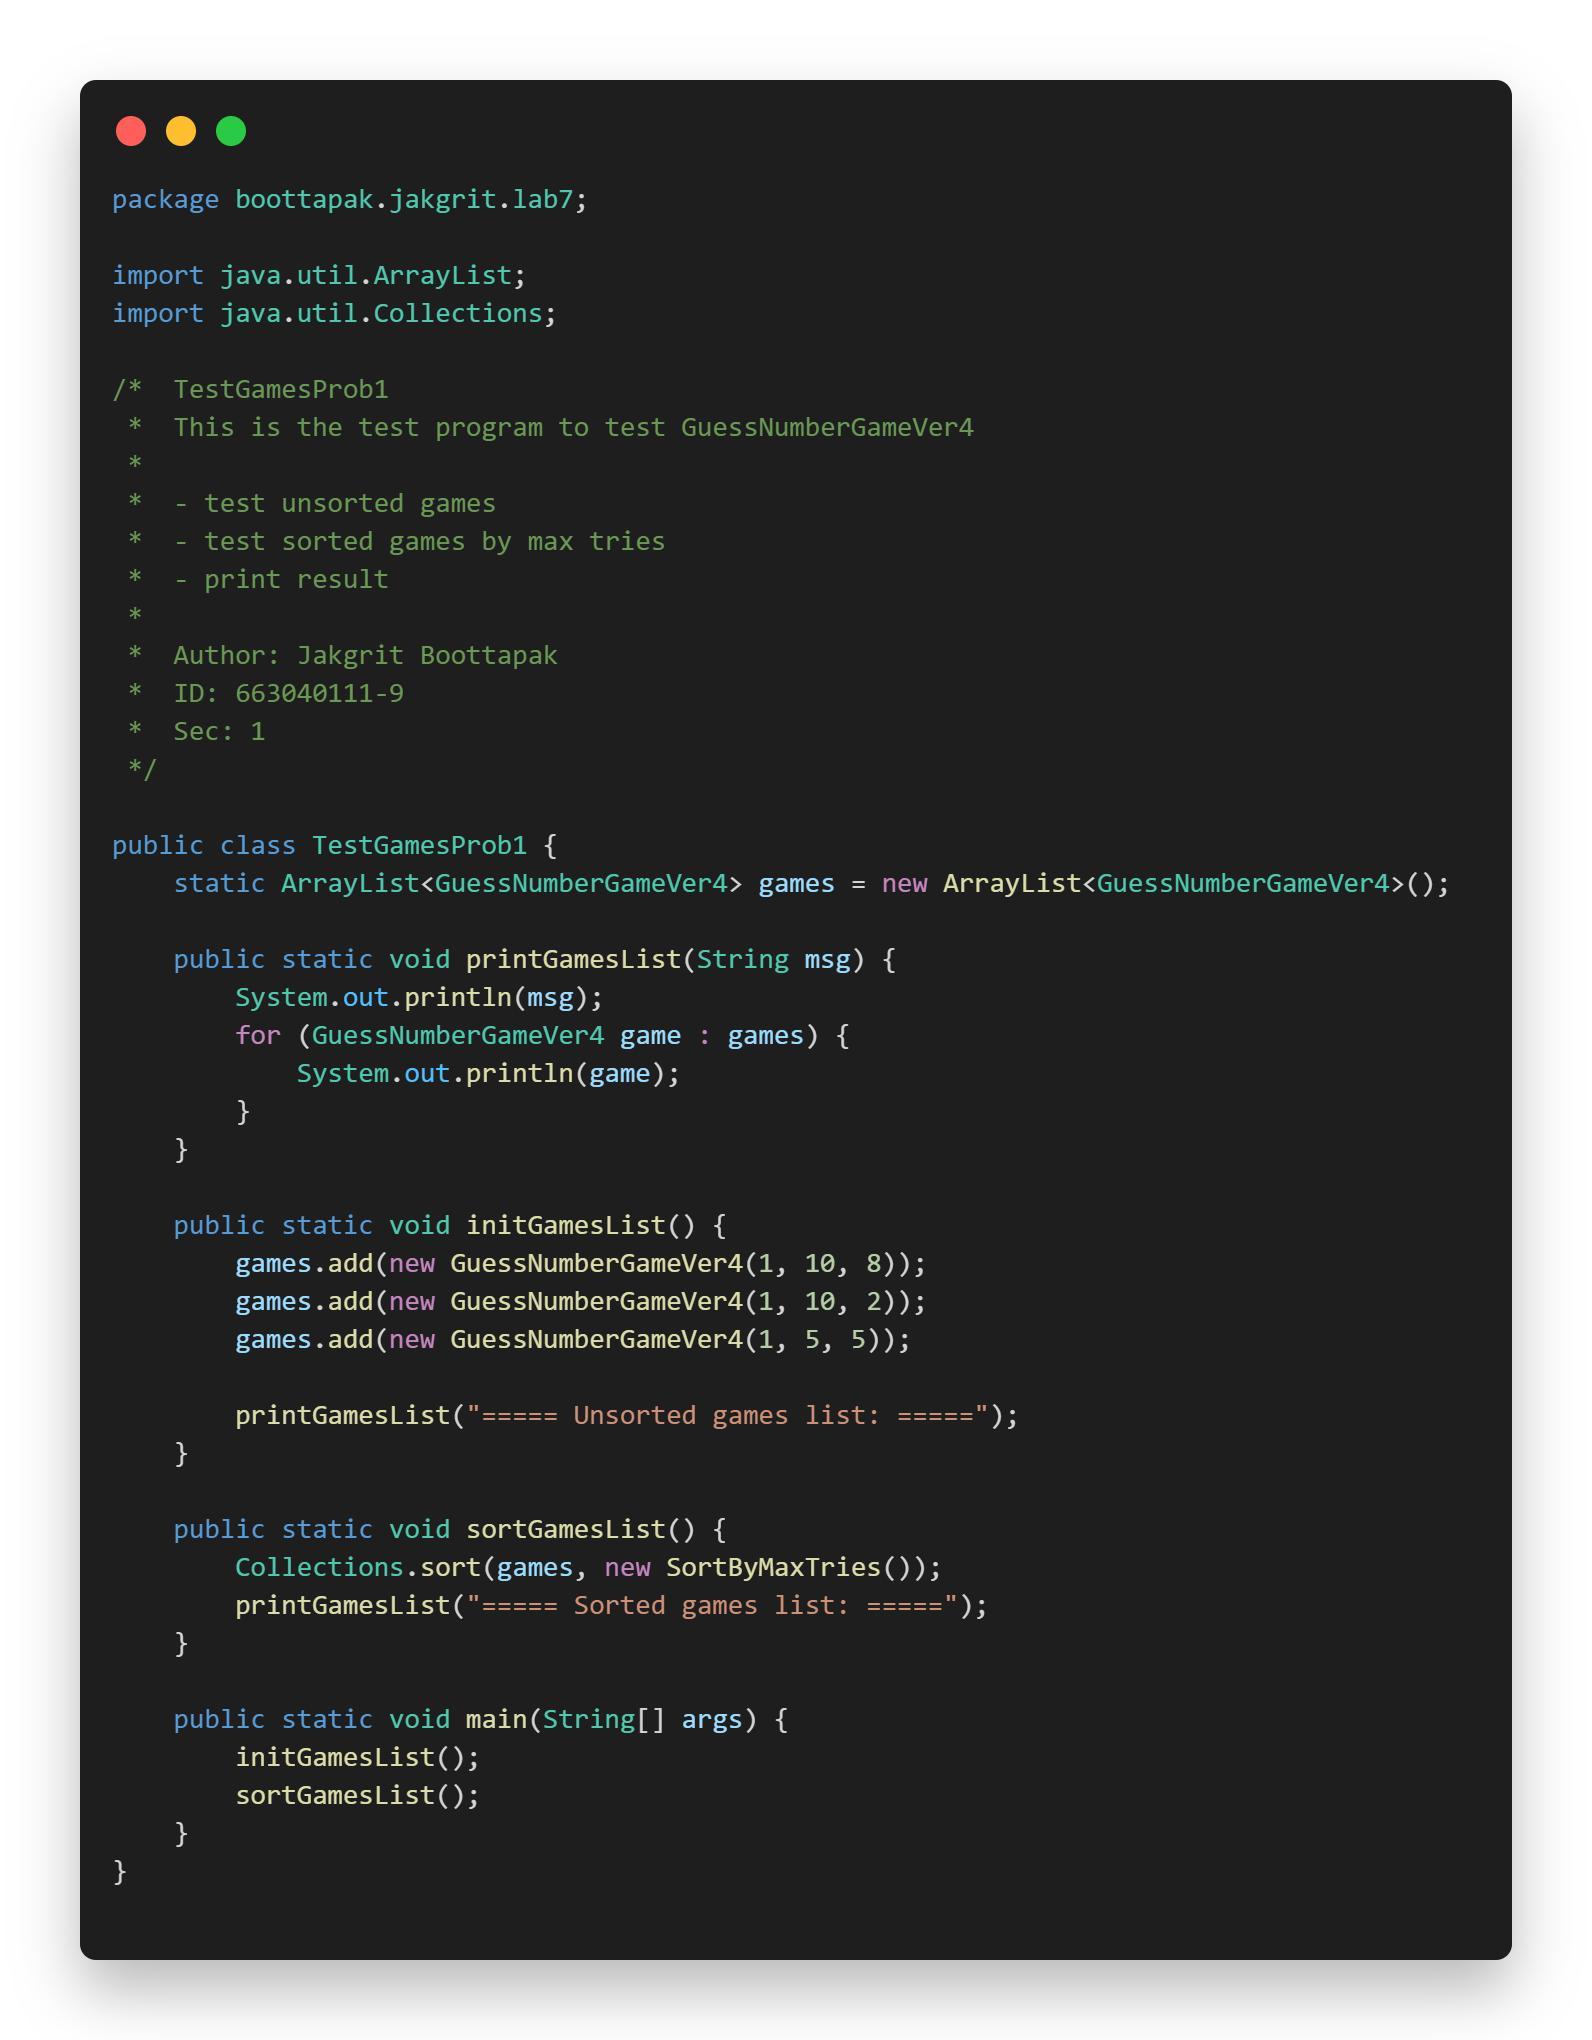 package boottapak.jakgrit.lab7;

import java.util.ArrayList;
import java.util.Collections;

/*  TestGamesProb1
 *  This is the test program to test GuessNumberGameVer4
 *
 *  - test unsorted games
 *  - test sorted games by max tries
 *  - print result
 *
 *  Author: Jakgrit Boottapak
 *  ID: 663040111-9
 *  Sec: 1
 */

public class TestGamesProb1 {
    static ArrayList<GuessNumberGameVer4> games = new ArrayList<GuessNumberGameVer4>();

    public static void printGamesList(String msg) {
        System.out.println(msg);
        for (GuessNumberGameVer4 game : games) {
            System.out.println(game);
        }
    }

    public static void initGamesList() {
        games.add(new GuessNumberGameVer4(1, 10, 8));
        games.add(new GuessNumberGameVer4(1, 10, 2));
        games.add(new GuessNumberGameVer4(1, 5, 5));

        printGamesList("===== Unsorted games list: =====");
    }

    public static void sortGamesList() {
        Collections.sort(games, new SortByMaxTries());
        printGamesList("===== Sorted games list: =====");
    }

    public static void main(String[] args) {
        initGamesList();
        sortGamesList();
    }
}